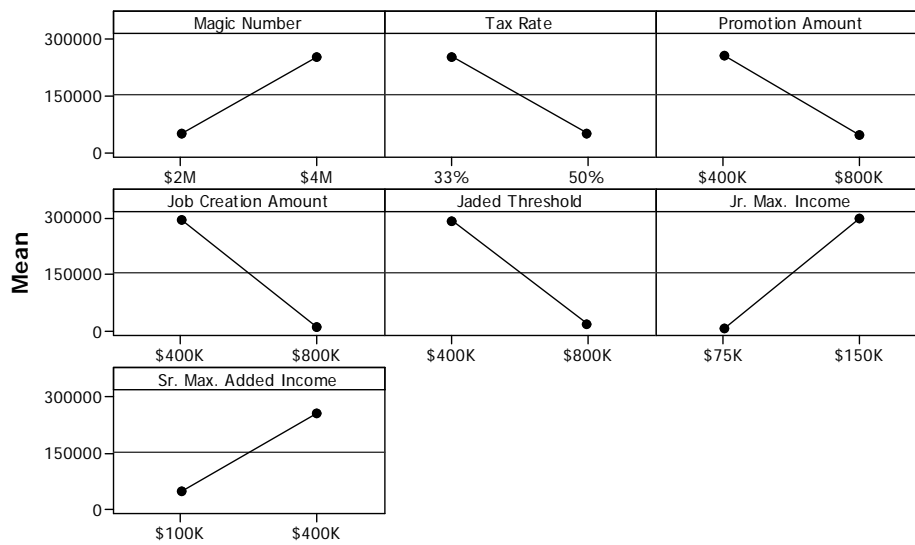 Magic Number Tax Rate Promotion Amount
300000
150000
0
$2M $4M 33% 50% $400K $800K
Job Creation Amount Jaded Threshold Jr. Max. Income
300000
150000
0
$400K $800K $400K $800K $75K $150K
Mean
Sr. Max. Added Income
300000
150000
0
$100K $400K